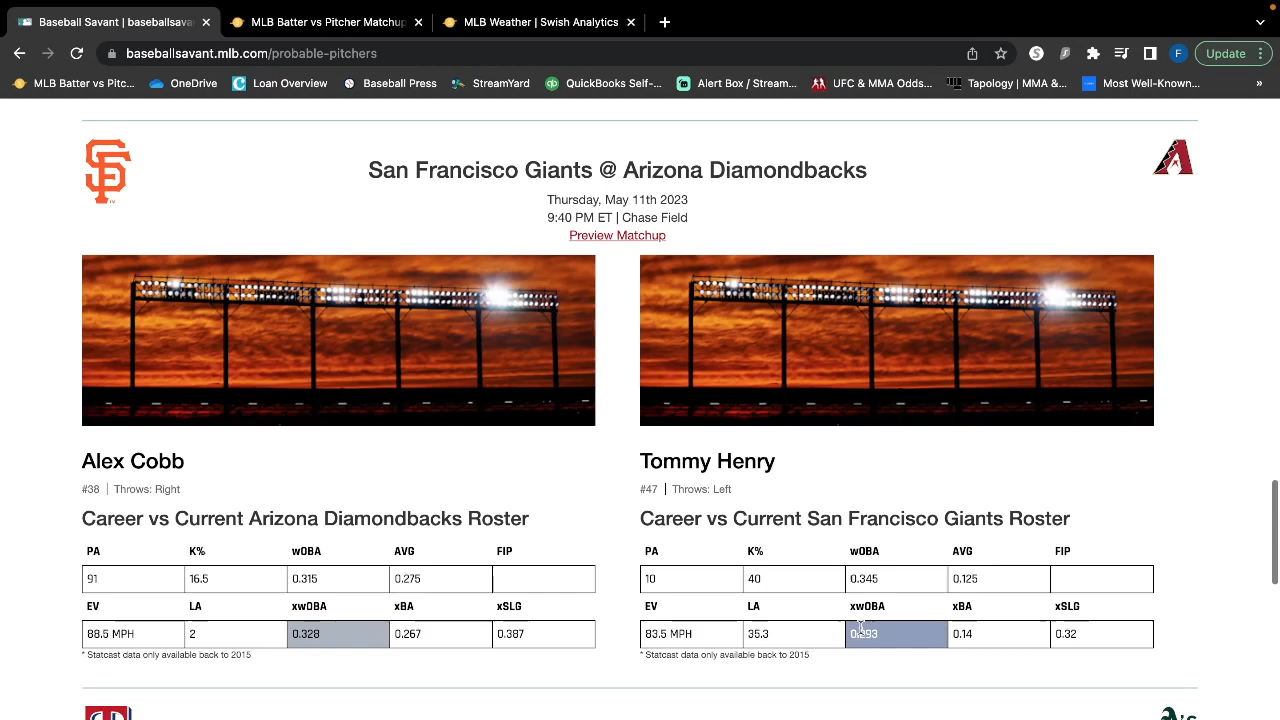 Baseball Savant | baseballsava
MLB Batter vs Pitcher Matchup
MLB Weather | Swish Analytics
baseballsavant.mlb.com/probable-pitchers
F
Update
MLB Batter vs Pitc...
OneDrive
Loan Overview
Baseball Press
StreamYard
QuickBooks Self-...
Alert Box / Stream...
UFC & MMA Odds...
Tapology | MMA &...
Most Well-Known...
»
SF
San Francisco Giants @ Arizona Diamondbacks
A
Thursday, May 11th 2023
9:40 PM ET | Chase Field
Preview Matchup
Alex Cobb
#38 | Throws: Right
Career vs Current Arizona Diamondbacks Roster
PA K% wOBA AVG FIP
91 16.5 0.315 0.275
EV LA xwOBA xBA xSLG
88.5 MPH 2 0.328 0.267 0.387
* Statcast data only available back to 2015
Tommy Henry
#47 | Throws: Left
Career vs Current San Francisco Giants Roster
PA K% wOBA AVG FIP
10 40 0.345 0.125
EV LA xwOBA xBA xSLG
83.5 MPH 35.3 0.293 0.14 0.32
* Statcast data only available back to 2015
A's